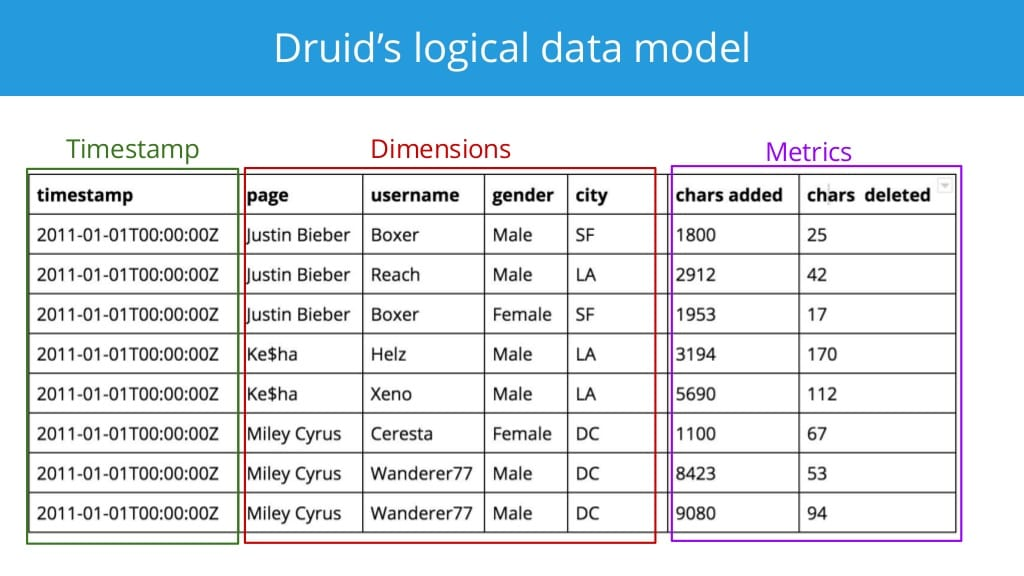 Druid’s logical data model
Timestamp Dimensions Metrics
timestamp page username gender city chars added chars deleted
2011-01-01T00:00:00Z Justin Bieber Boxer Male SF 1800 25
2011-01-01T00:00:00Z Justin Bieber Reach Male LA 2912 42
2011-01-01T00:00:00Z Justin Bieber Boxer Female SF 1953 17
2011-01-01T00:00:00Z Ke$ha Helz Male LA 3194 170
2011-01-01T00:00:00Z Ke$ha Xeno Male LA 5690 112
2011-01-01T00:00:00Z Miley Cyrus Ceresta Female DC 1100 67
2011-01-01T00:00:00Z Miley Cyrus Wanderer77 Male DC 8423 53
2011-01-01T00:00:00Z Miley Cyrus Wanderer77 Male DC 9080 94